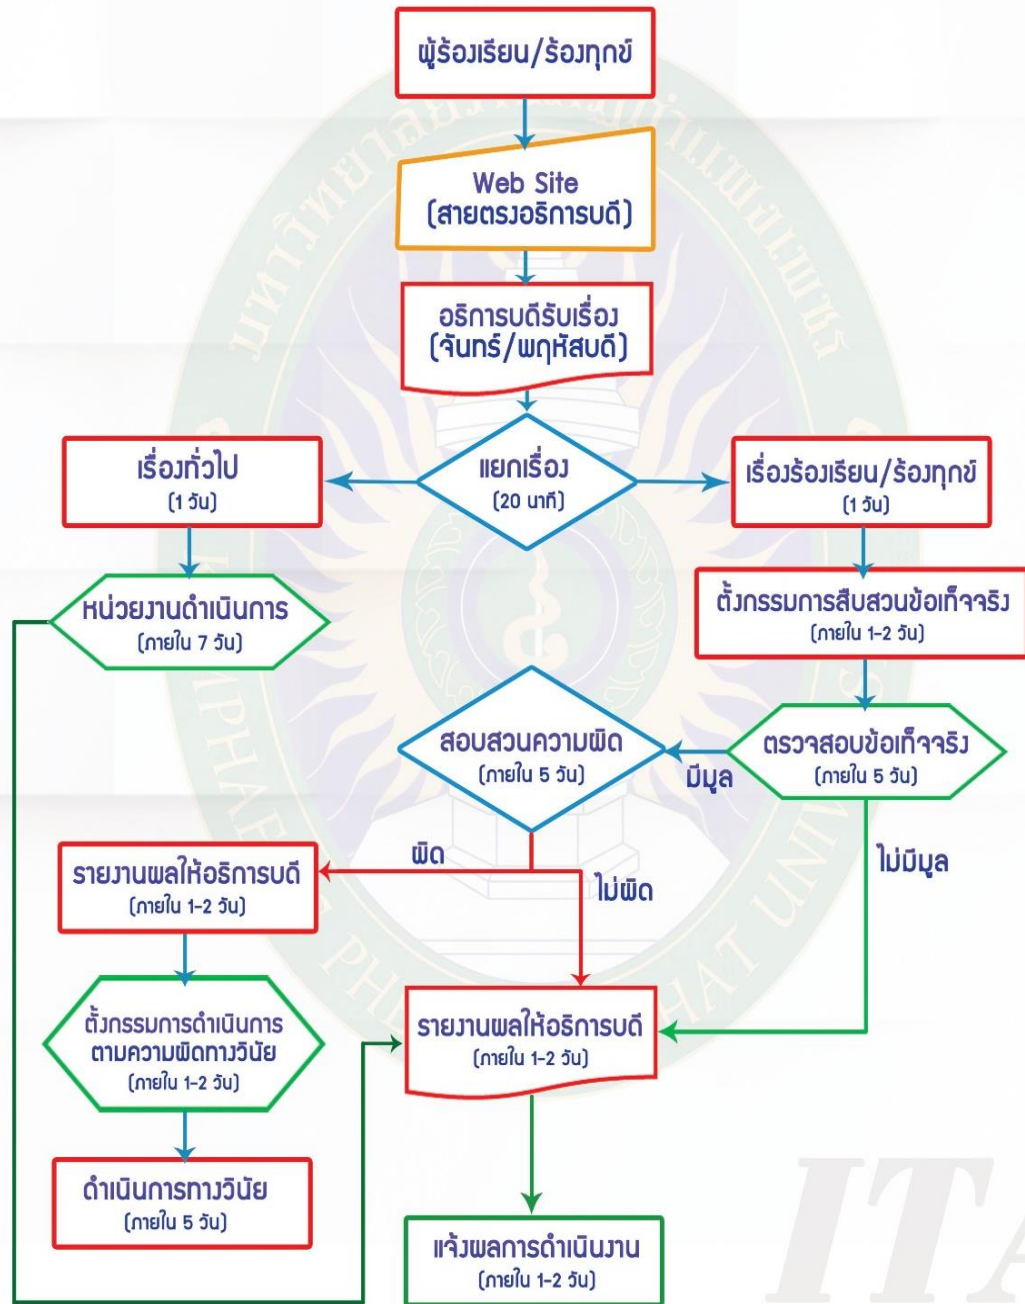 ผู้ร้องเรียน/ร้องทุกข์
Web Site
(สายตรงอธิการบดี)
อธิการบดีรับเรื่อง
(จันทร์/พฤหัสบดี)
แยกเรื่อง
(20 นาที)
เรื่องทั่วไป
(1 วัน)
เรื่องร้องเรียน/ร้องทุกข์
(1 วัน)
หน่วยงานดำเนินการ
(ภายใน 7 วัน)
ตั้งกรรมการสืบสวนข้อเท็จจริง
(ภายใน 1-2 วัน)
สอบสวนความผิด
(ภายใน 5 วัน)
มีมูล
ตรวจสอบข้อเท็จจริง
(ภายใน 5 วัน)
ผิด
ไม่ผิด
ไม่มีมูล
รายงานผลให้อธิการบดี
(ภายใน 1-2 วัน)
ตั้งกรรมการดำเนินการ
ตามความผิดทางวินัย
(ภายใน 1-2 วัน)
รายงานผลให้อธิการบดี
(ภายใน 1-2 วัน)
ดำเนินการทางวินัย
(ภายใน 5 วัน)
แจ้งผลการดำเนินงาน
(ภายใน 1-2 วัน)
ITA